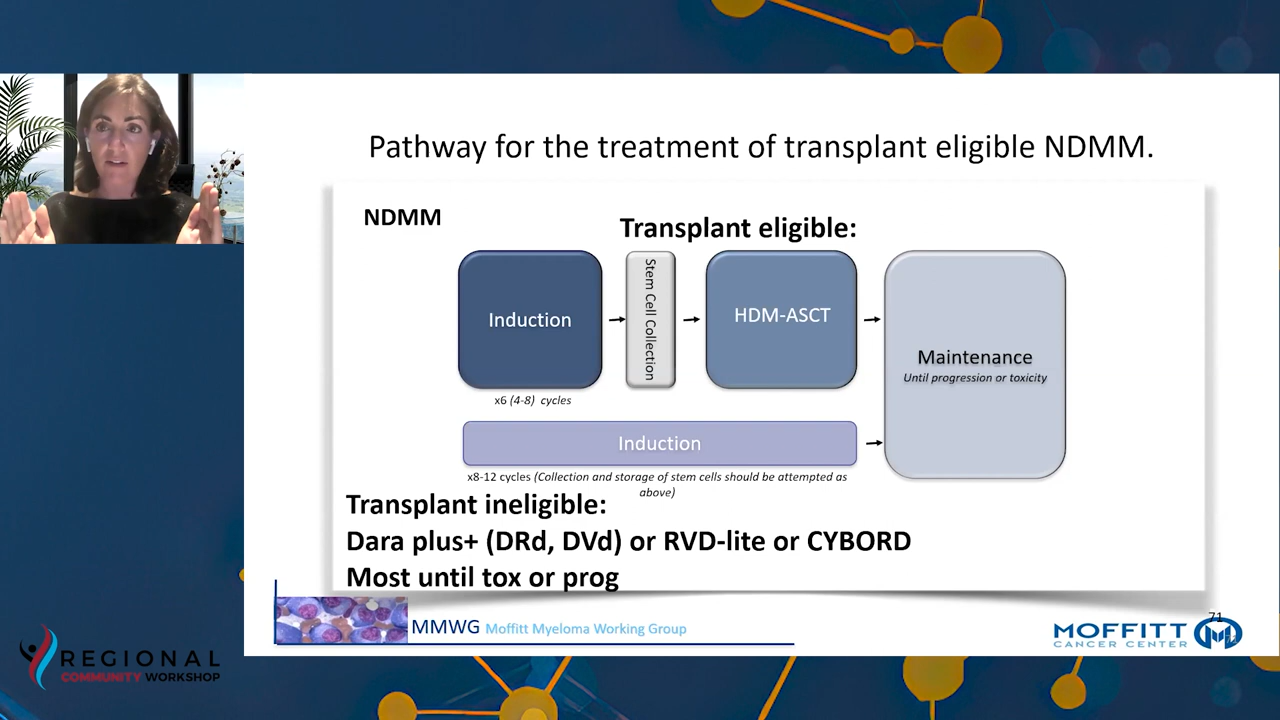 Pathway for the treatment of transplant eligible NDMM.
NDMM
Transplant eligible:
Induction
Stem Cell Collection
HDM-ASCT
Maintenance
Until progression or toxicity
x6 (4-8) cycles
Induction
x8-12 cycles (Collection and storage of stem cells should be attempted as
above)
Transplant ineligible:
Dara plus+ (DRd, DVd) or RVD-lite or CYBORD
Most until tox or prog
MMWG Moffitt Myeloma Working Group
71
MOFFITT
CANCER CENTER
REGIONAL
COMMUNITY WORKSHOP